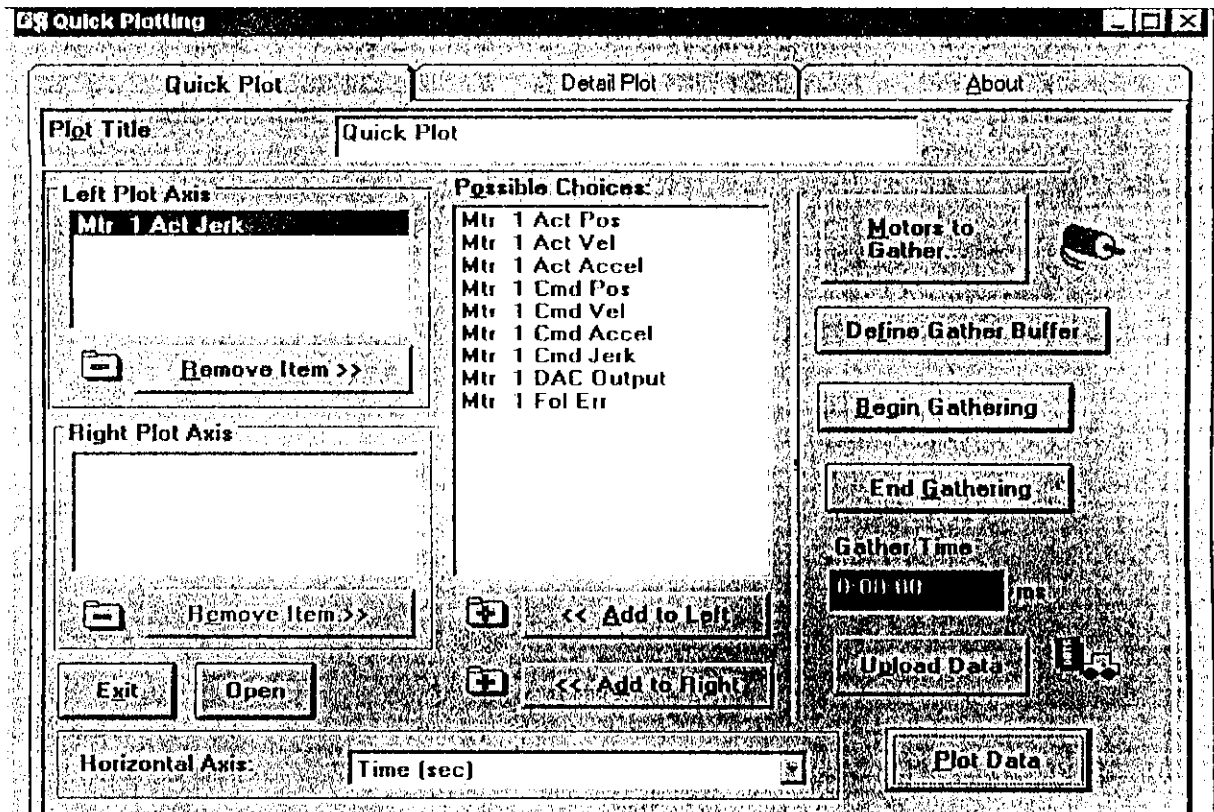 Quick Plotting
Quick Plot
Detail Plot
About
Plot Title
Quick Plot
Left Plot Axis
Mtr 1 Act Jerk
Remove Item >>
Right Plot Axis
Remove Item >>
Exit
Open
Possible Choices:
Mtr 1 Act Pos
Mtr 1 Act Vel
Mtr 1 Act Accel
Mtr 1 Cmd Pos
Mtr 1 Cmd Vel
Mtr 1 Cmd Accel
Mtr 1 Cmd Jerk
Mtr 1 DAC Output
Mtr 1 Fol Err
<< Add to Left
<< Add to Right
Motors to
Gather...
Define Gather Buffer
Begin Gathering
End Gathering
Gather Time
0:00:00
ms
Upload Data
Horizontal Axis:
Time (sec)
Plot Data